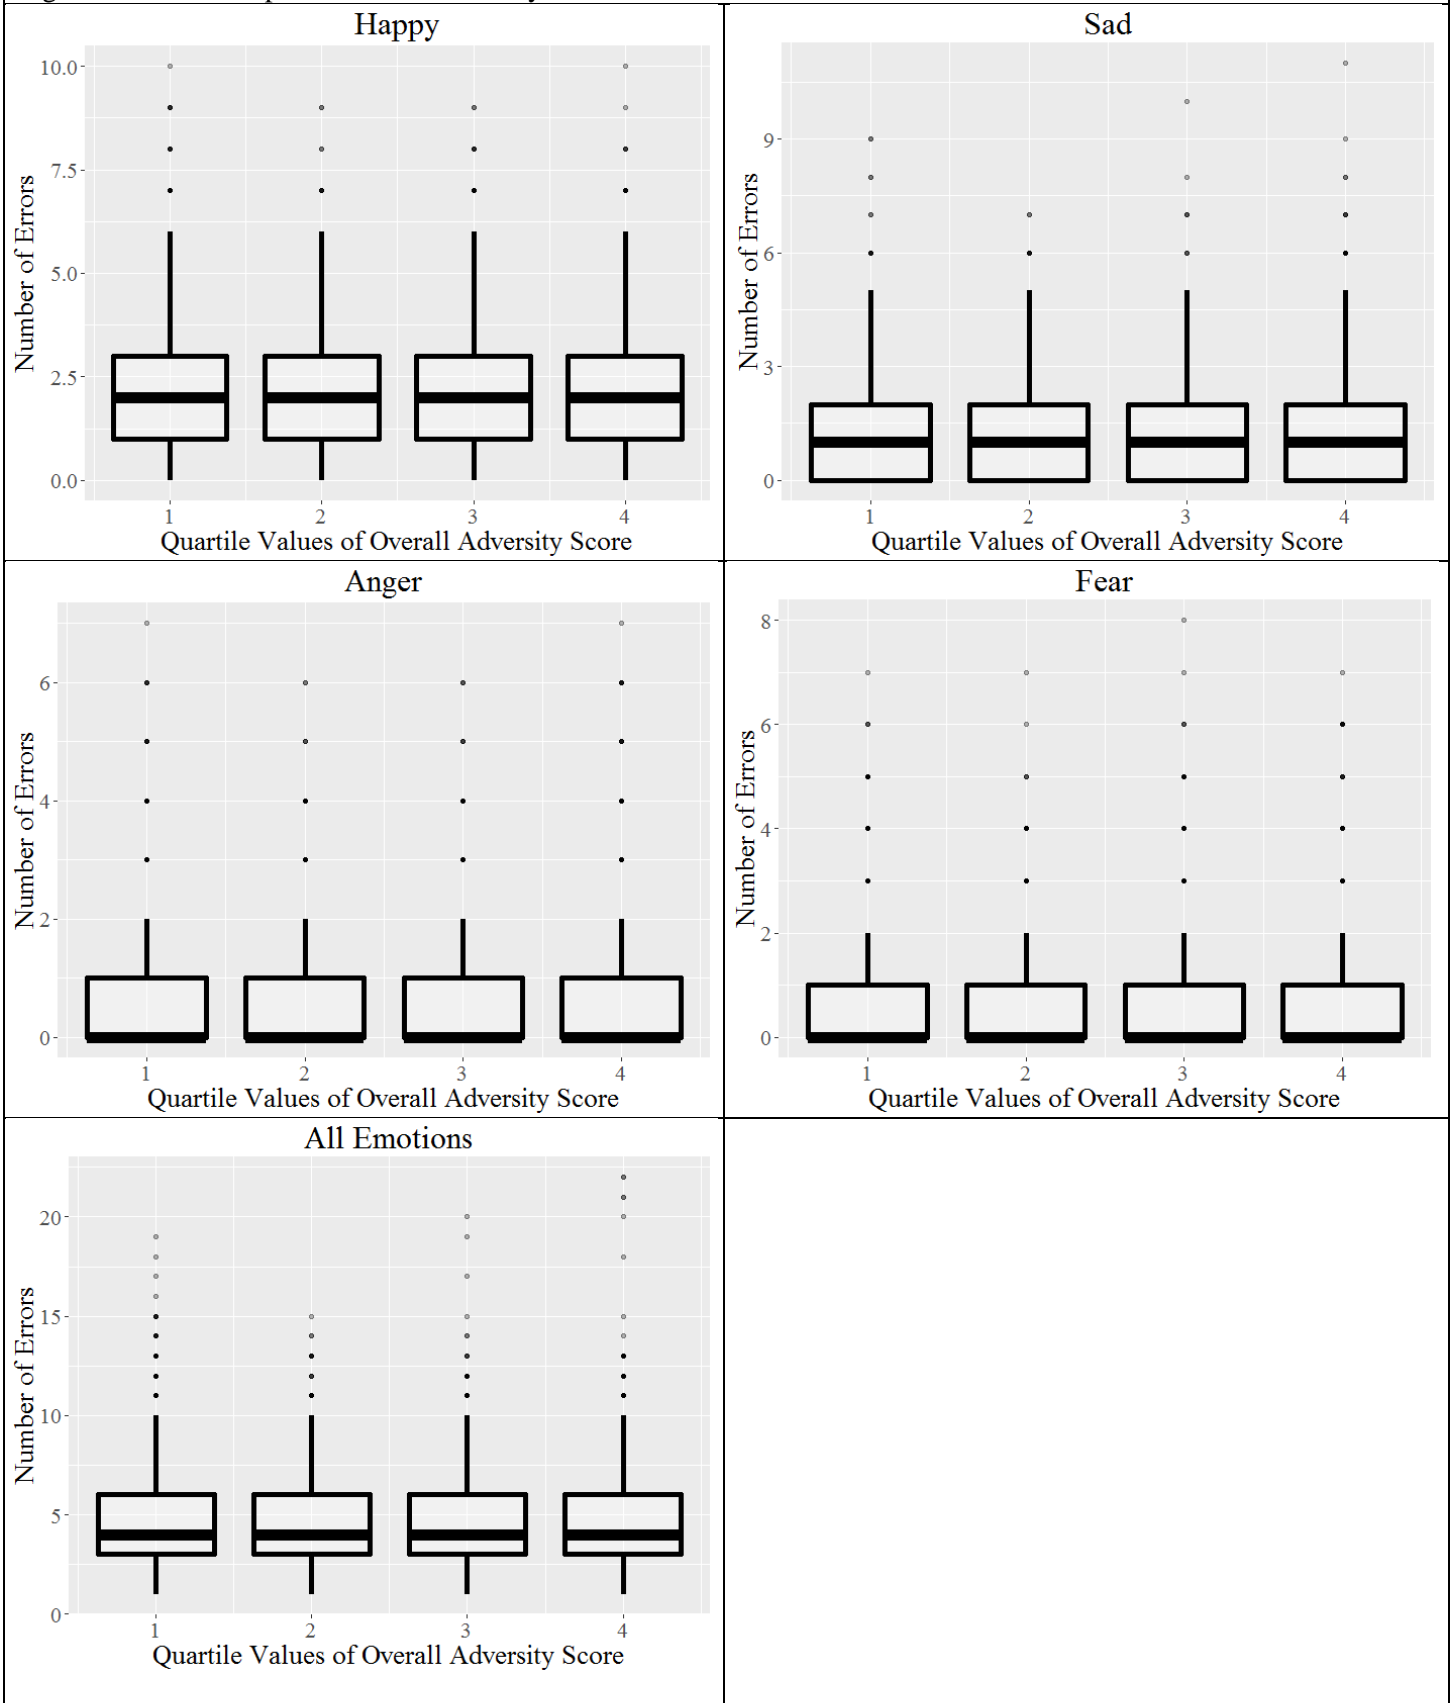 Happy
10.0
7.5
5.0
2.5
0.0
Number of Errors
1 2 3 4
Quartile Values of Overall Adversity Score
Sad
9
6
3
0
Number of Errors
1 2 3 4
Quartile Values of Overall Adversity Score
Anger
6
4
2
0
Number of Errors
1 2 3 4
Quartile Values of Overall Adversity Score
Fear
8
6
4
2
0
Number of Errors
1 2 3 4
Quartile Values of Overall Adversity Score
All Emotions
20
15
10
5
0
Number of Errors
1 2 3 4
Quartile Values of Overall Adversity Score